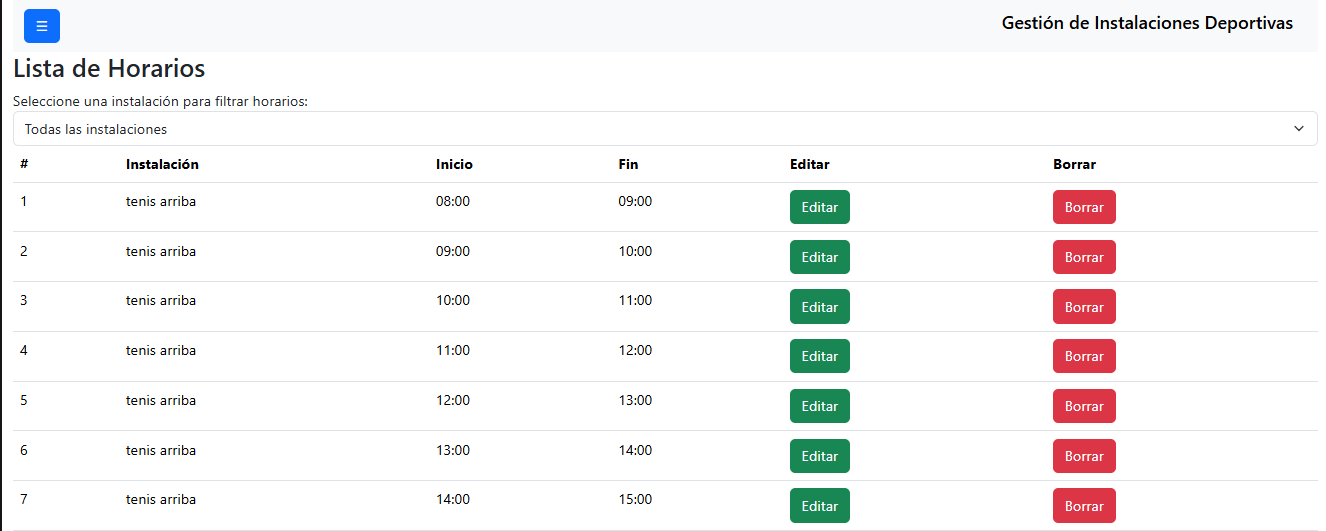 ☰ Gestión de Instalaciones Deportivas
Lista de Horarios
Seleccione una instalación para filtrar horarios:
Todas las instalaciones
# Instalación Inicio Fin Editar Borrar
1 tenis arriba 08:00 09:00 Editar Borrar
2 tenis arriba 09:00 10:00 Editar Borrar
3 tenis arriba 10:00 11:00 Editar Borrar
4 tenis arriba 11:00 12:00 Editar Borrar
5 tenis arriba 12:00 13:00 Editar Borrar
6 tenis arriba 13:00 14:00 Editar Borrar
7 tenis arriba 14:00 15:00 Editar Borrar